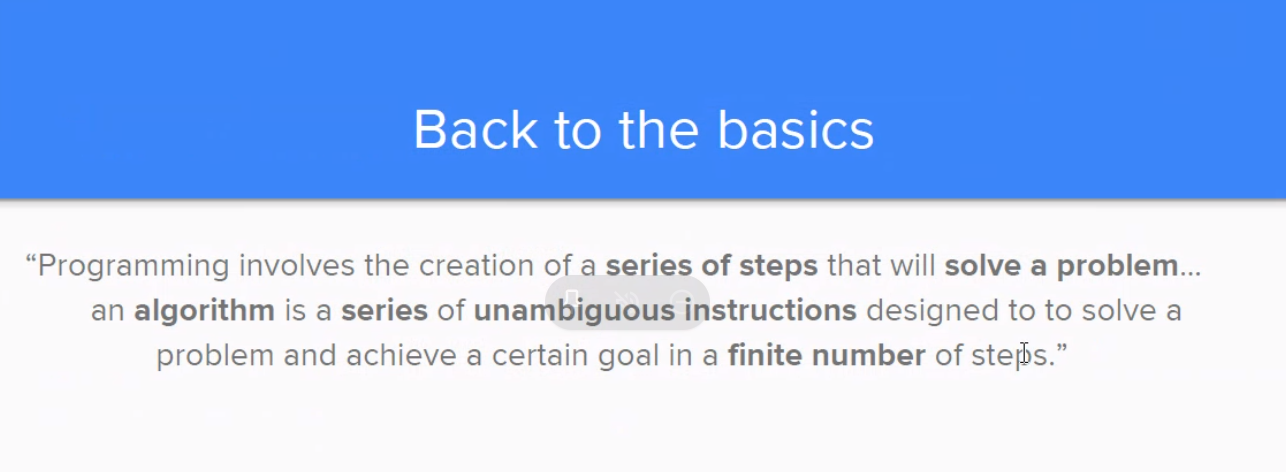 Back to the basics
“Programming involves the creation of a series of steps that will solve a problem...
an algorithm is a series of unambiguous instructions designed to to solve a
problem and achieve a certain goal in a finite number of steps.”